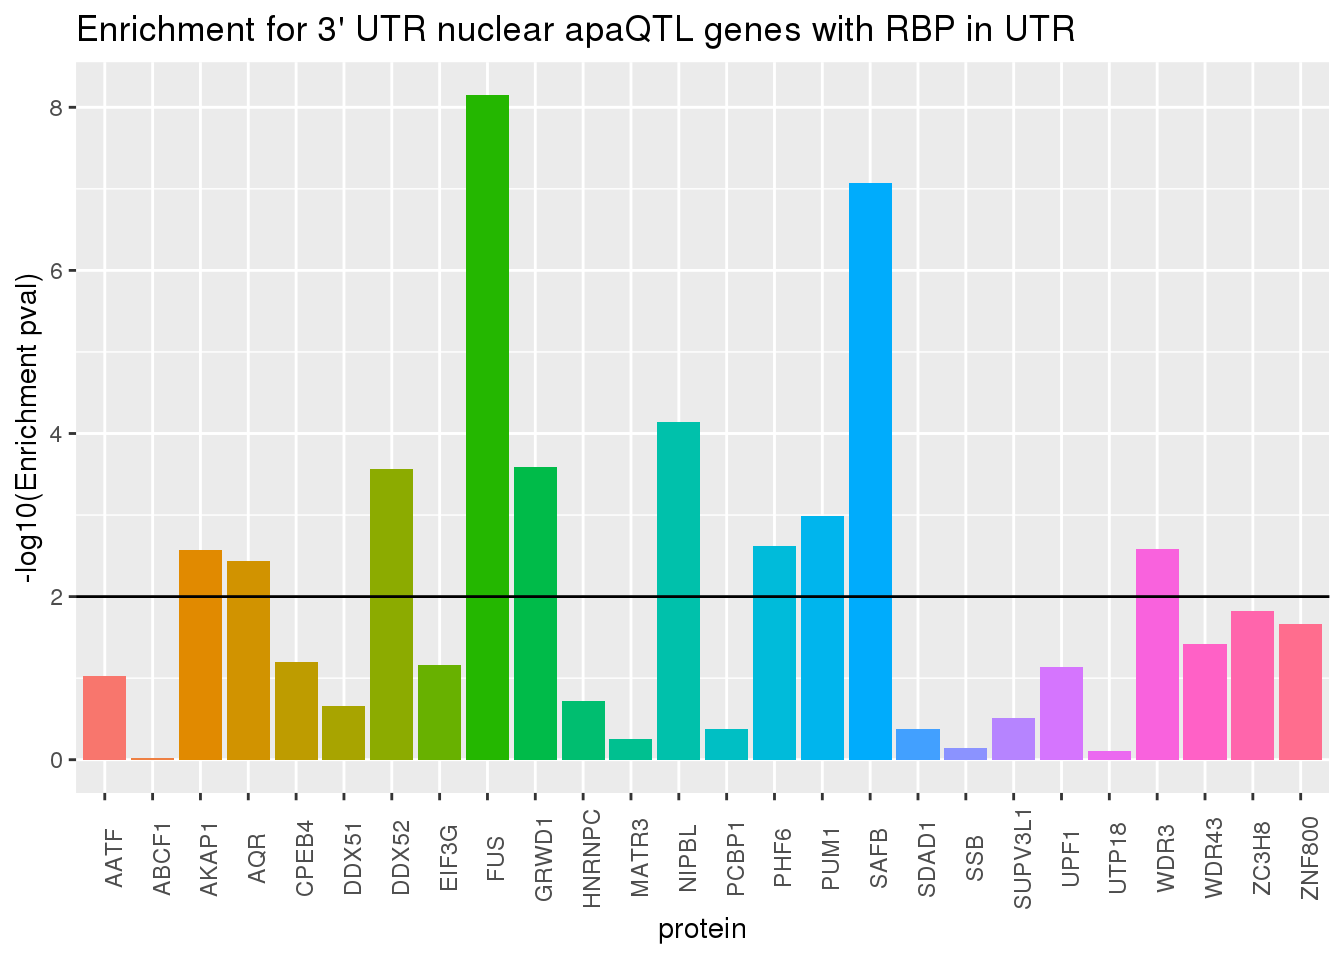 Enrichment for 3' UTR nuclear apaQTL genes with RBP in UTR
-log10(Enrichment pval)
8
6
4
2
0
AATF
ABCF1
AKAP1
AQR
CPEB4
DDX51
DDX52
EIF3G
FUS
GRWD1
HNRNPC
MATR3
NIPBL
PCBP1
PHF6
PUM1
SAFB
SDAD1
SSB
SUPV3L1
UPF1
UTP18
WDR3
WDR43
ZC3H8
ZNF800
protein